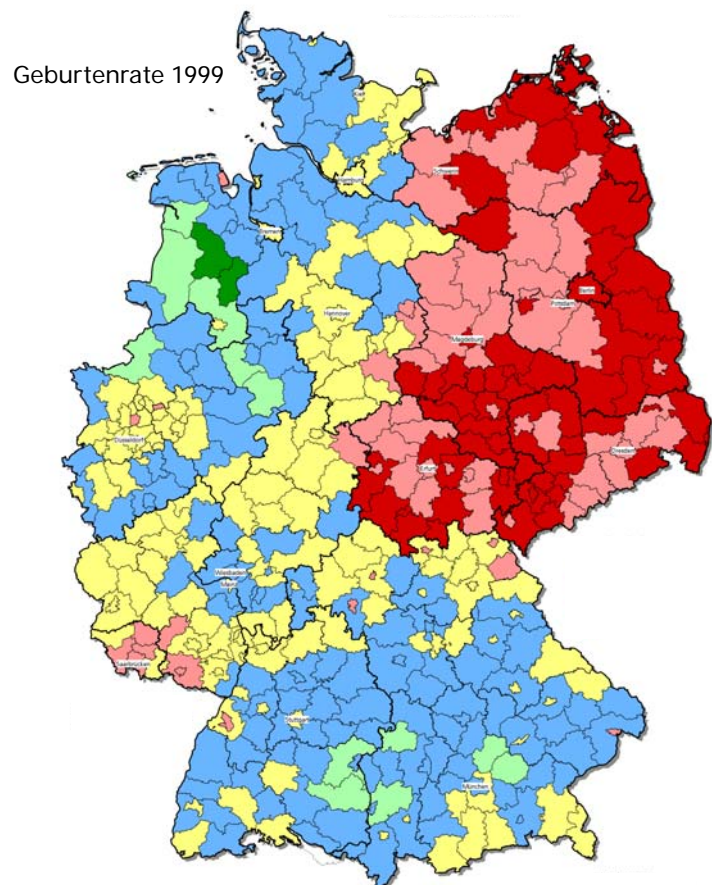 Geburtenrate 1999
Kiel
Schwerin
Hamburg
Bremen
Berlin
Potsdam
Hannover
Magdeburg
Düsseldorf
Dresden
Erfurt
Wiesbaden
Mainz
Saarbrücken
Stuttgart
München